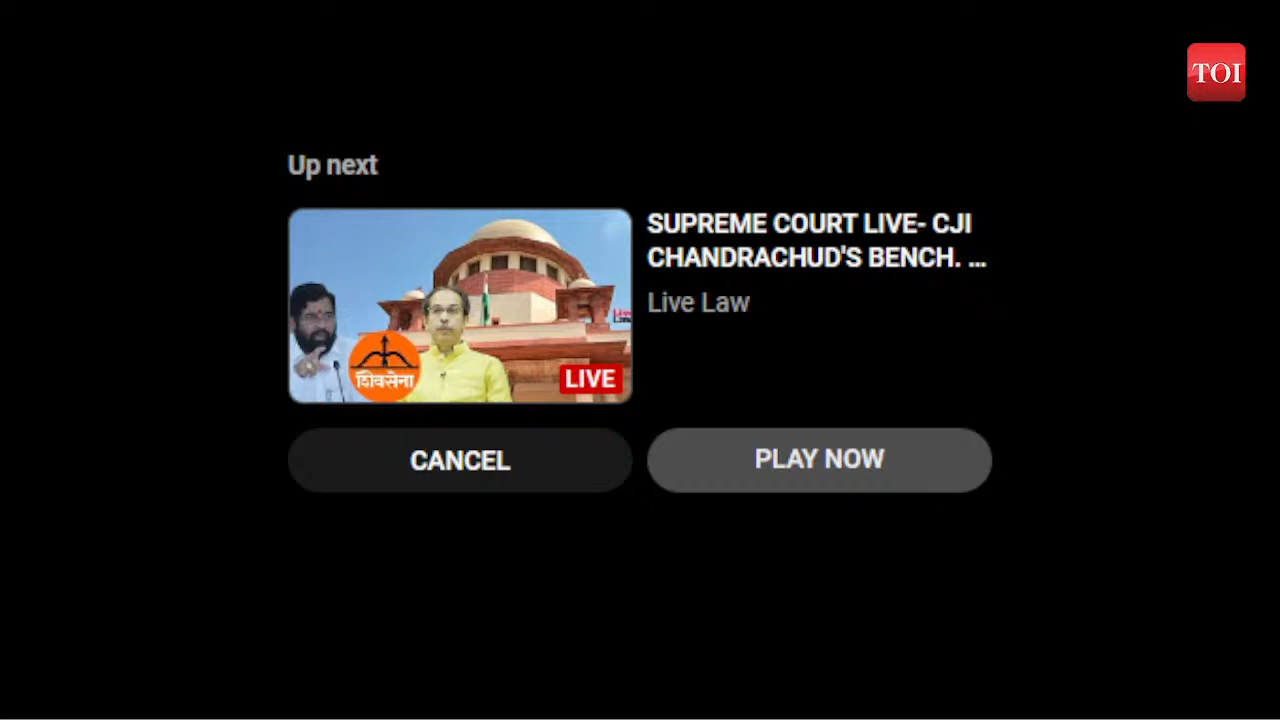 TOI
Up next
SUPREME COURT LIVE- CJI
CHANDRACHUD'S BENCH. ...
Live Law
शिवसेना
LIVE
CANCEL
PLAY NOW